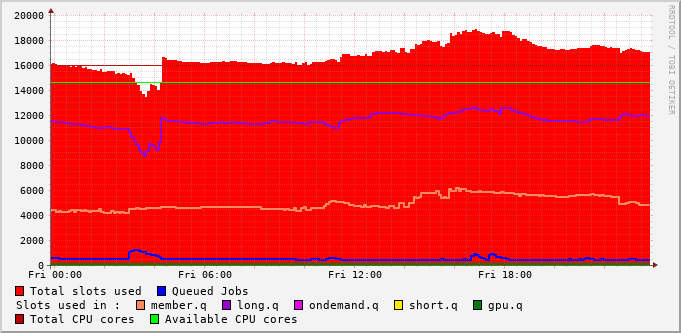 20000
18000
16000
14000
12000
10000
8000
6000
4000
2000
0
Fri 00:00 Fri 06:00 Fri 12:00 Fri 18:00
Total slots used Queued Jobs
Slots used in : member.q long.q ondemand.q short.q gpu.q
Total CPU cores Available CPU cores
RRDTOOL / TOBI OETIKER